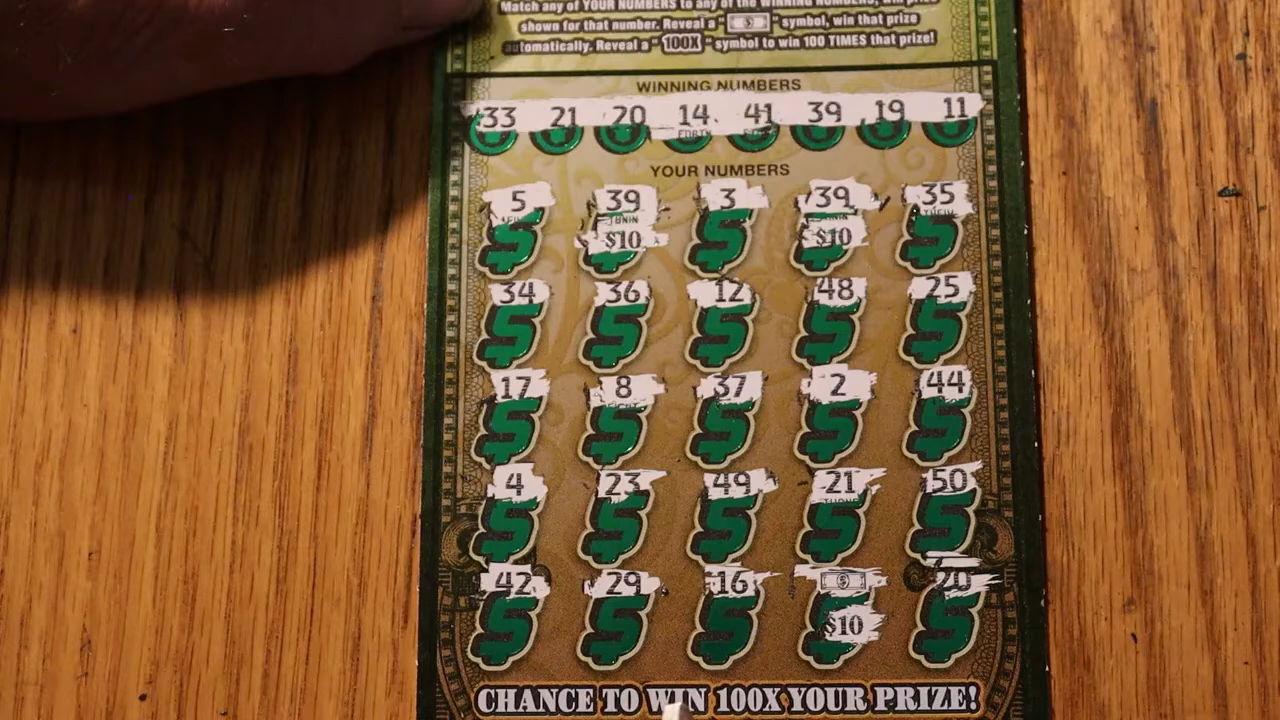 Match any of YOUR NUMBERS to any of the WINNING NUMBERS, win prize
shown for that number. Reveal a " " symbol, win that prize
automatically. Reveal a "100X" symbol to win 100 TIMES that prize!
WINNING NUMBERS
33 21 20 14 41 39 19 11
YOUR NUMBERS
5 39 3 39 35
$10 $10
34 36 12 48 25
17 8 37 2 44
4 23 49 21 50
42 29 16 20
$10
CHANCE TO WIN 100X YOUR PRIZE!